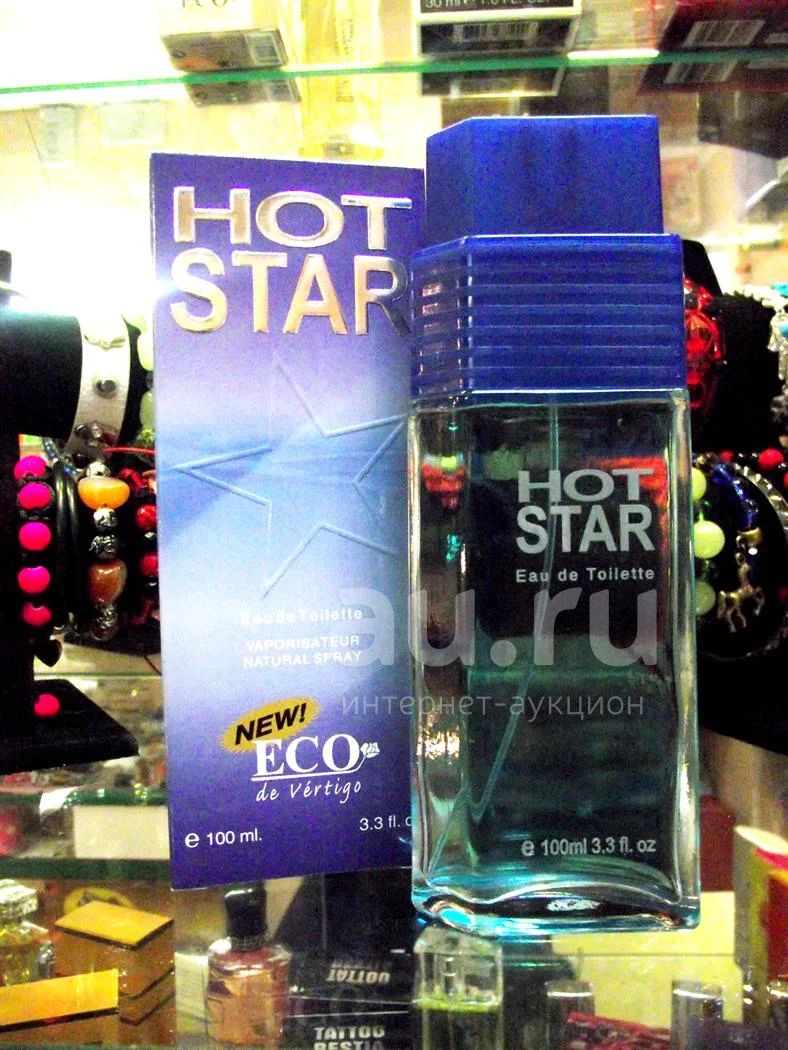 ECO
HOT
STAR
Eau de Toilette
VAPORISATEUR
NATURAL SPRAY
NEW!
ECO
de Vértigo
e 100 ml.
3.3 fl.
HOT
STAR
Eau de Toilette
e 100ml 3.3 fl. oz
au.ru
интернет-аукцион
TATTOO
TATTOO
BESTIA